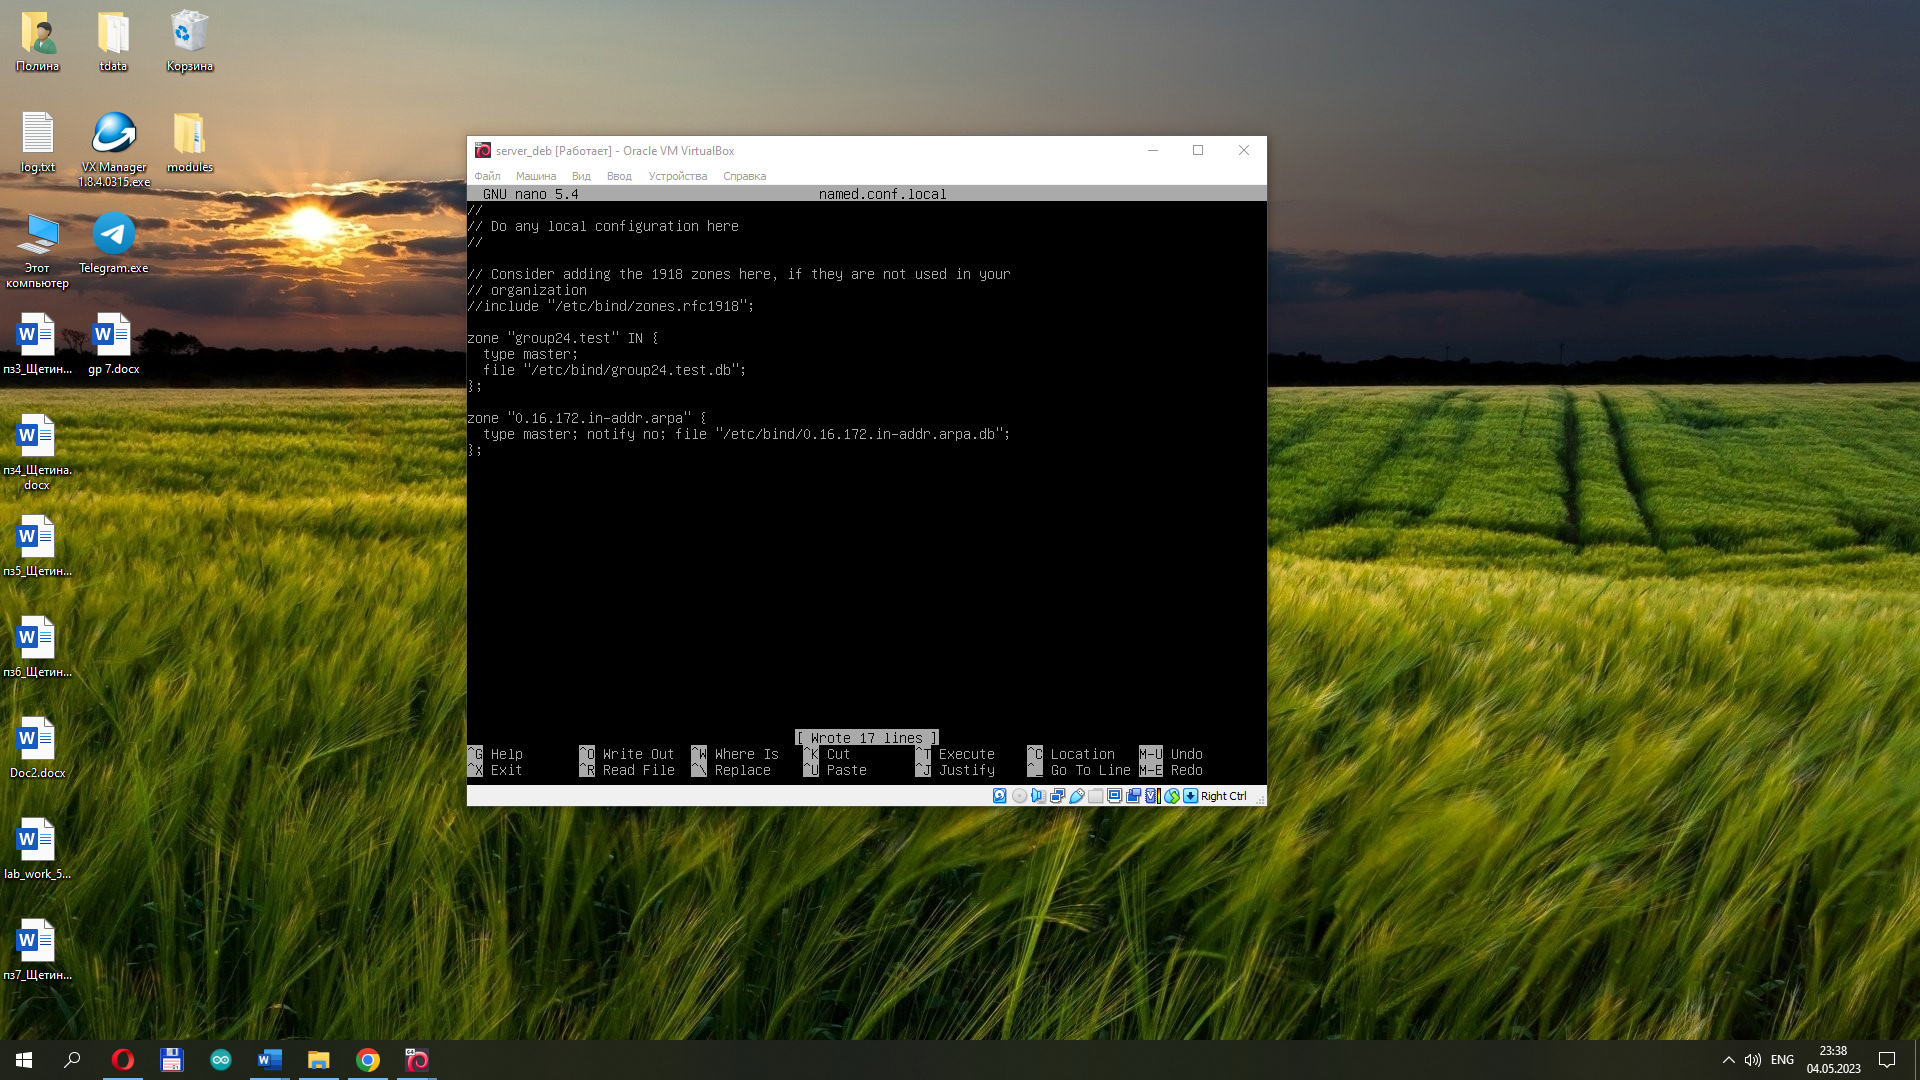 Полина
tdata
Корзина
log.txt
VX Manager
1.8.4.0315.exe
modules
Этот
компьютер
Telegram.exe
пз3_Щетин...
gp 7.docx
пз4_Щетина.
docx
пз5_Щетин...
пз6_Щетин...
Doc2.docx
lab_work_5...
пз7_Щетин...
server_deb [Работает] - Oracle VM VirtualBox
Файл Машина Вид Ввод Устройства Справка
GNU nano 5.4 named.conf.local
//
// Do any local configuration here
//
// Consider adding the 1918 zones here, if they are not used in your
// organization
//include "/etc/bind/zones.rfc1918";
zone "group24.test" IN {
type master;
file "/etc/bind/group24.test.db";
};
zone "0.16.172.in-addr.arpa" {
type master; notify no; file "/etc/bind/0.16.172.in-addr.arpa.db";
};
[ Wrote 17 lines ]
^G Help ^O Write Out ^W Where Is ^K Cut ^T Execute ^C Location M-U Undo
^X Exit ^R Read File ^\ Replace ^U Paste ^J Justify ^_ Go To Line M-E Redo
Right Ctrl
ENG
23:38
04.05.2023